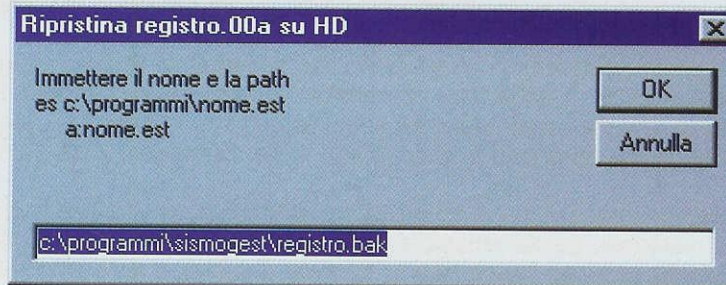 Ripristina registro.00a su HD
Immettere il nome e la path
es c:\programmi\nome.est
a:nome.est
OK
Annulla
c:\programmi\sismogest\registro.bak